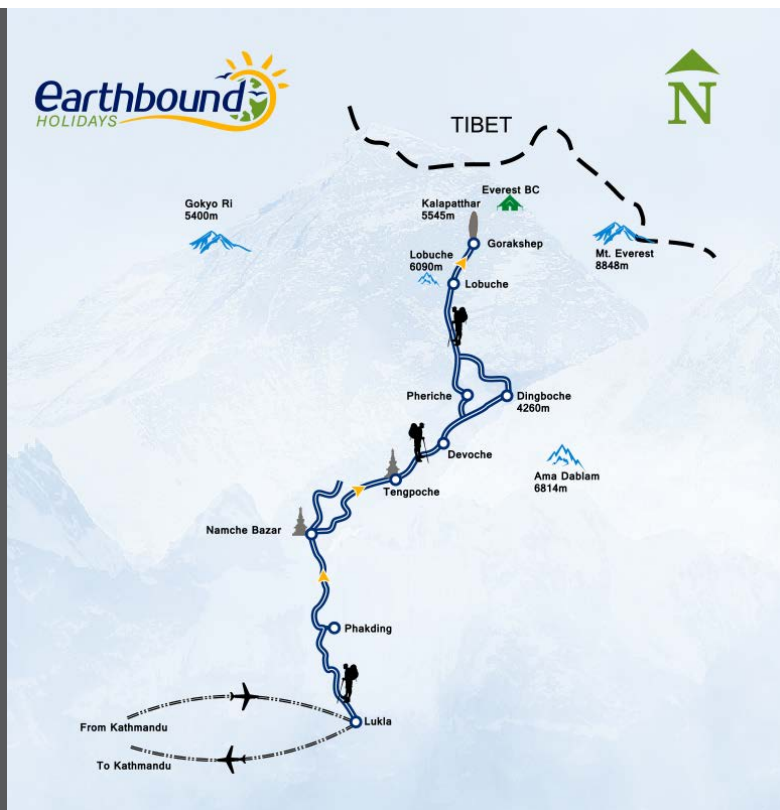 earthbound
HOLIDAYS
N
TIBET
Gokyo Ri
5400m
Kalapatthar
5545m
Everest BC
Gorakshep
Mt. Everest
8848m
Lobuche
6090m
Lobuche
Pheriche
Dingboche
4260m
Devoche
Ama Dablam
6814m
Tengpoche
Namche Bazar
Phakding
Lukla
From Kathmandu
To Kathmandu